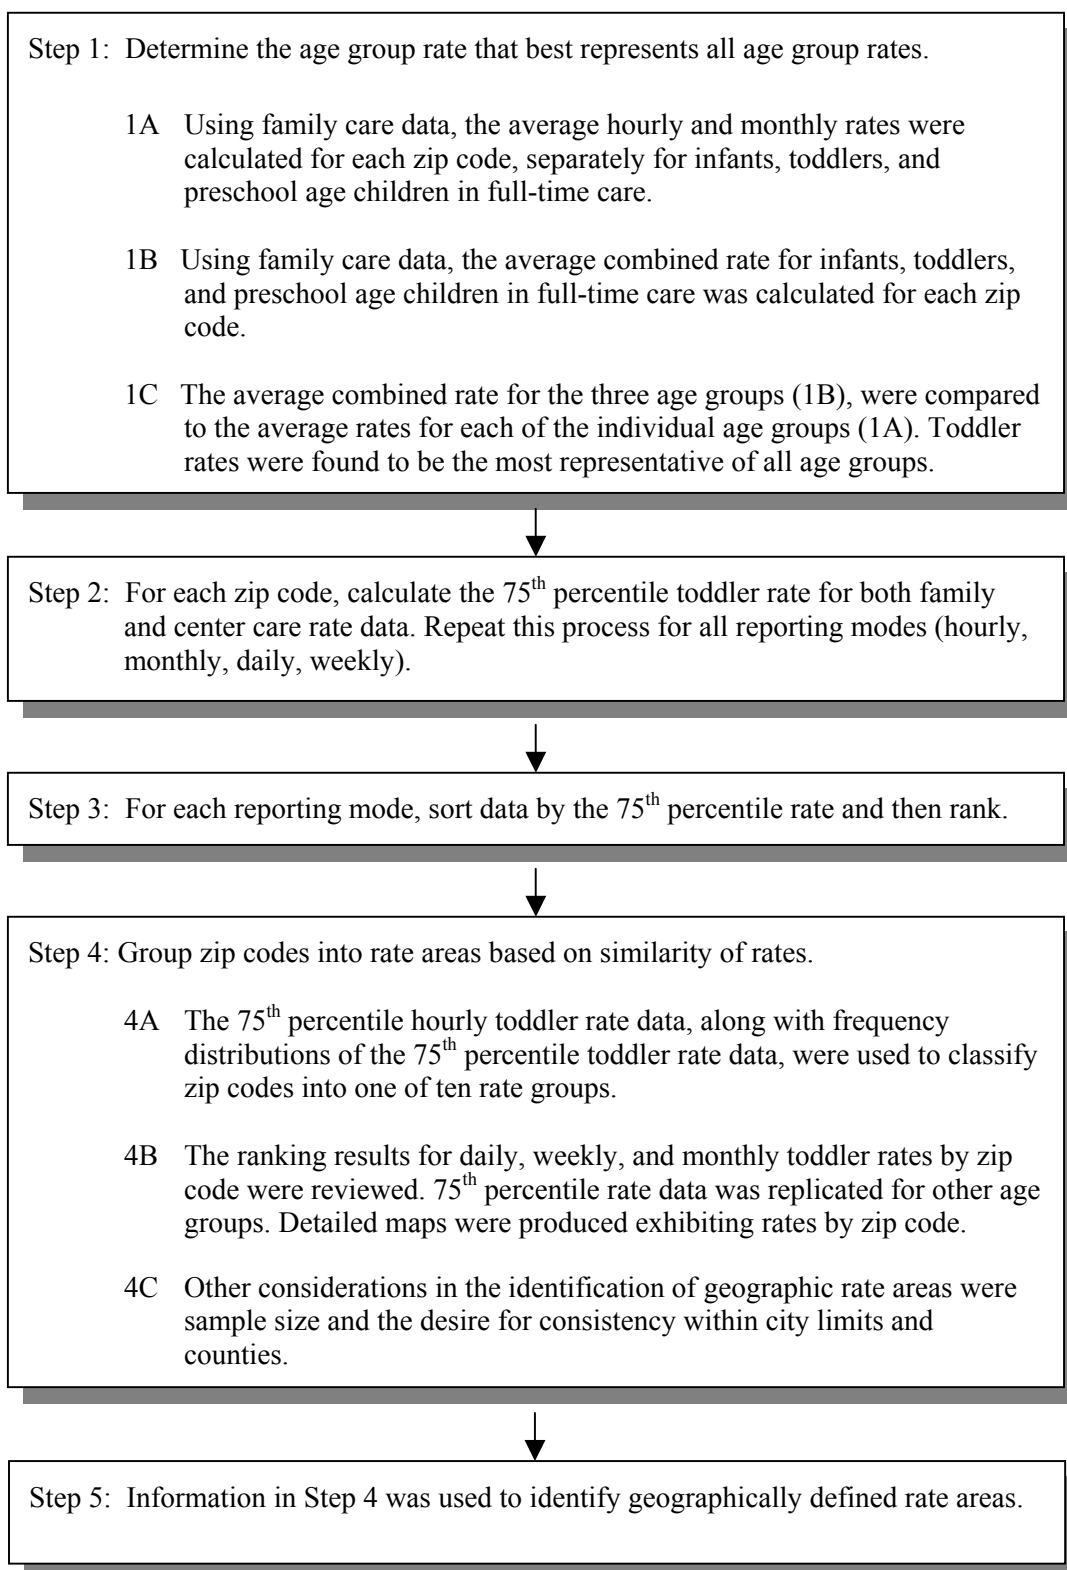 Step 1:  Determine the age group rate that best represents all age group rates.
1A   Using family care data, the average hourly and monthly rates were
calculated for each zip code, separately for infants, toddlers, and
preschool age children in full-time care.
1B   Using family care data, the average combined rate for infants, toddlers,
and preschool age children in full-time care was calculated for each zip
code.
1C   The average combined rate for the three age groups (1B), were compared
to the average rates for each of the individual age groups (1A). Toddler
rates were found to be the most representative of all age groups.
Step 2:  For each zip code, calculate the 75th percentile toddler rate for both family
and center care rate data. Repeat this process for all reporting modes (hourly,
monthly, daily, weekly).
Step 3:  For each reporting mode, sort data by the 75th percentile rate and then rank.
Step 4: Group zip codes into rate areas based on similarity of rates.
4A   The 75th percentile hourly toddler rate data, along with frequency
distributions of the 75th percentile toddler rate data, were used to classify
zip codes into one of ten rate groups.
4B   The ranking results for daily, weekly, and monthly toddler rates by zip
code were reviewed. 75th percentile rate data was replicated for other age
groups. Detailed maps were produced exhibiting rates by zip code.
4C   Other considerations in the identification of geographic rate areas were
sample size and the desire for consistency within city limits and
counties.
Step 5:  Information in Step 4 was used to identify geographically defined rate areas.